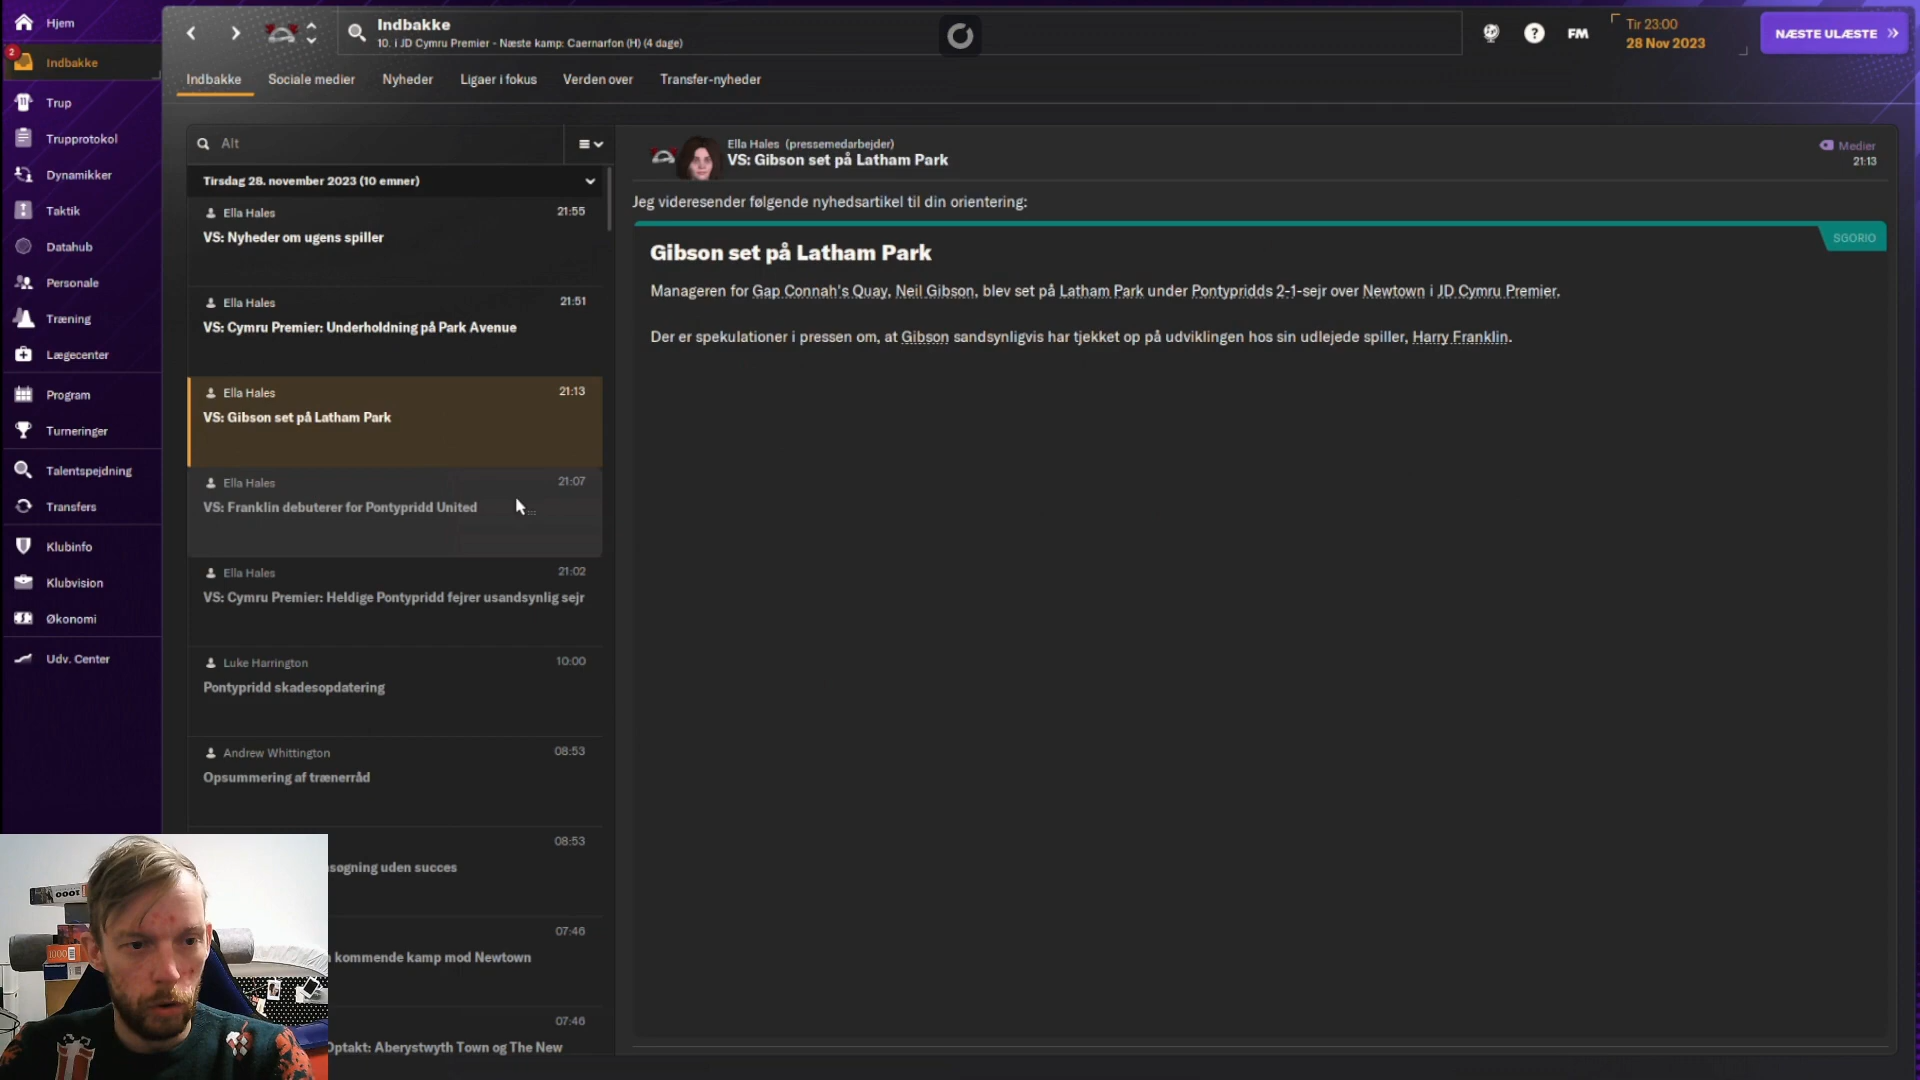 Hjem
2
Indbakke
Trup
Trupprotokol
Dynamikker
Taktik
Datahub
Personale
Træning
Lægecenter
Program
Turneringer
Talentspejdning
Transfers
Klubinfo
Klubvision
Økonomi
Udv. Center
Indbakke
10. i JD Cymru Premier - Næste kamp: Caernarfon (H) (4 dage)
FM
Tir 23:00
28 Nov 2023
NÆSTE ULÆSTE
Indbakke Sociale medier Nyheder Ligaer i fokus Verden over Transfer-nyheder
Alt
Tirsdag 28. november 2023 (10 emner)
Ella Hales 21:55
VS: Nyheder om ugens spiller
Ella Hales 21:51
VS: Cymru Premier: Underholdning på Park Avenue
Ella Hales 21:13
VS: Gibson set på Latham Park
Ella Hales 21:07
VS: Franklin debuterer for Pontypridd United
Ella Hales 21:02
VS: Cymru Premier: Heldige Pontypridd fejrer usandsynlig sejr
Luke Harrington 10:00
Pontypridd skadesopdatering
Andrew Whittington 08:53
Opsummering af trænerråd
08:53
søgning uden succes
07:46
kommende kamp mod Newtown
07:46
Optakt: Aberystwyth Town og The New
Ella Hales (pressemedarbejder)
VS: Gibson set på Latham Park
Medier
21:13
Jeg videresender følgende nyhedsartikel til din orientering:
SGORIO
Gibson set på Latham Park
Manageren for Gap Connah's Quay, Neil Gibson, blev set på Latham Park under Pontypridds 2-1-sejr over Newtown i JD Cymru Premier.
Der er spekulationer i pressen om, at Gibson sandsynligvis har tjekket op på udviklingen hos sin udlejede spiller, Harry Franklin.
1000
1000